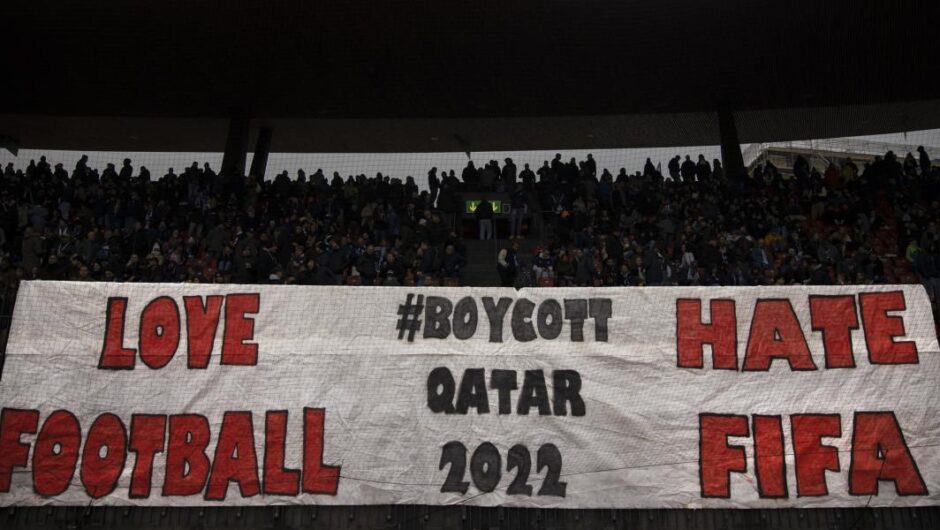 LOVE
FOOTBALL
#BOYCOTT
QATAR
2022
HATE
FIFA